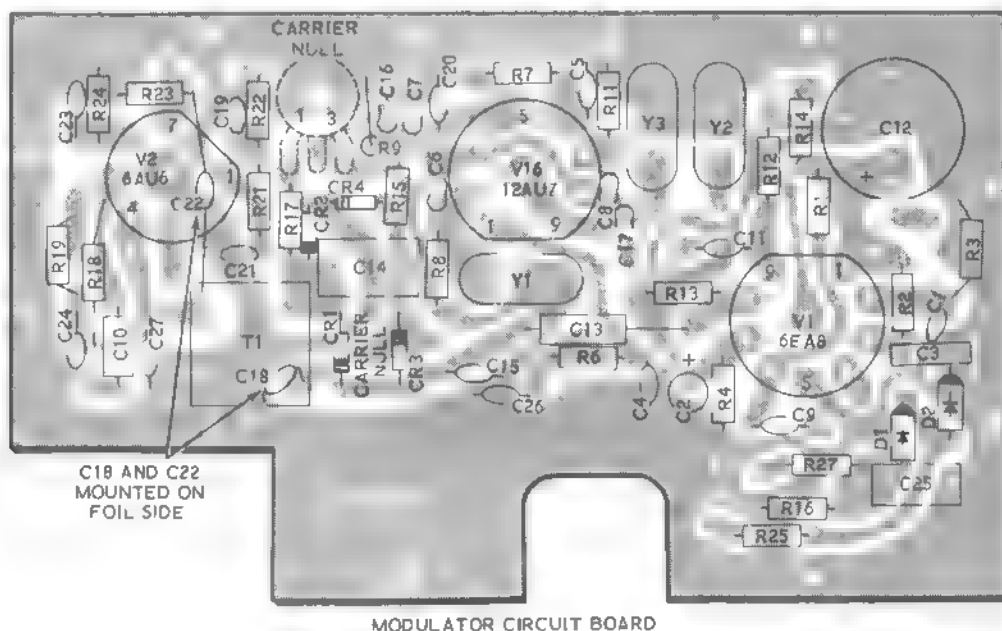 CARRIER
NULL
C23
R24
R23
C19
R22
1
3
C16
C7
C20
R7
C5
R11
Y3
Y2
R14
C12
+
7
V2
6AU6
1
4
C22
R21
R9
C6
5
V16
12AU7
1
9
C8
C17
R12
R1
R3
R17
CR2
CR4
R15
R19
R18
C21
C14
R8
Y1
C11
R13
9
1
V1
6EA8
5
R2
C1
C3
C24
C10
C27
T1
CR1
CARRIER
NULL
CR3
C13
R6
C18
C15
C26
C4
+
C2
R4
C9
D1
D2
R27
C25
R16
R25
C18 AND C22
MOUNTED ON
FOIL SIDE
MODULATOR CIRCUIT BOARD